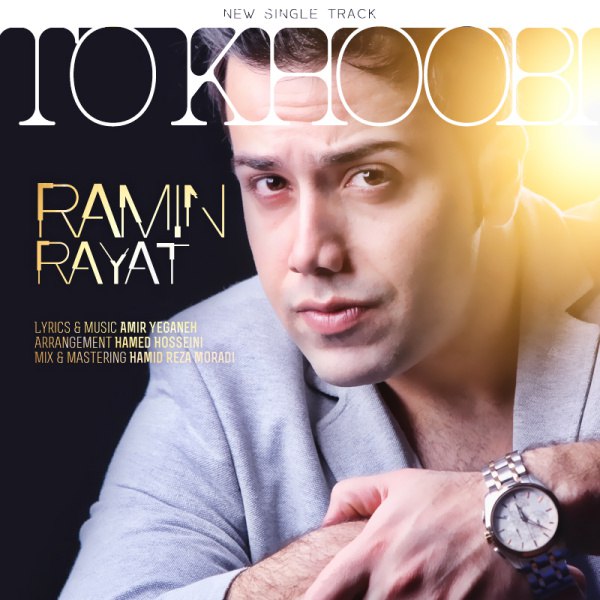 NEW SINGLE TRACK
TO KHOOBI
RAMIN
RAYAT
LYRICS & MUSIC AMIR YEGANEH
ARRANGEMENT HAMED HOSSEINI
MIX & MASTERING HAMID REZA MORADI